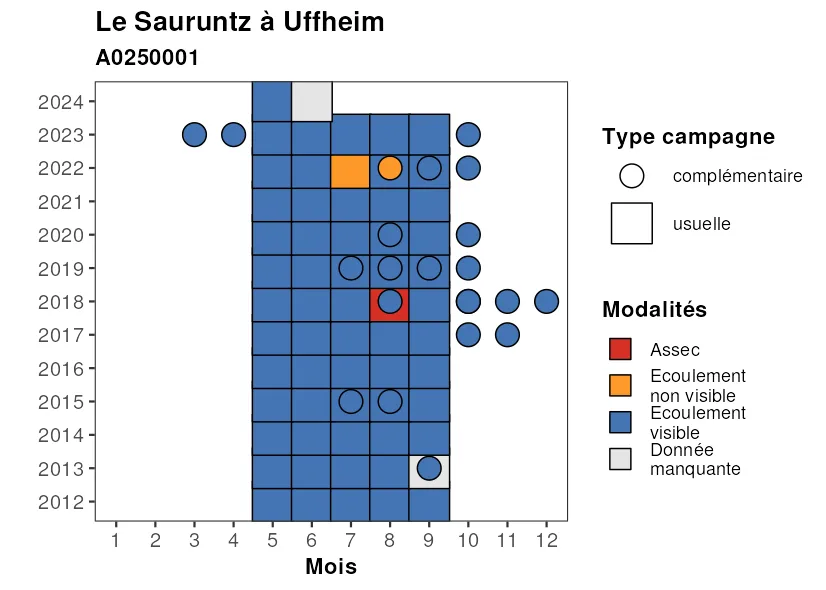 Le Sauruntz à Uffheim
A0250001
2024
2023
2022
2021
2020
2019
2018
2017
2016
2015
2014
2013
2012
1 2 3 4 5 6 7 8 9 10 11 12
Mois
Type campagne
complémentaire
usuelle
Modalités
Assec
Ecoulement
non visible
Ecoulement
visible
Donnée
manquante